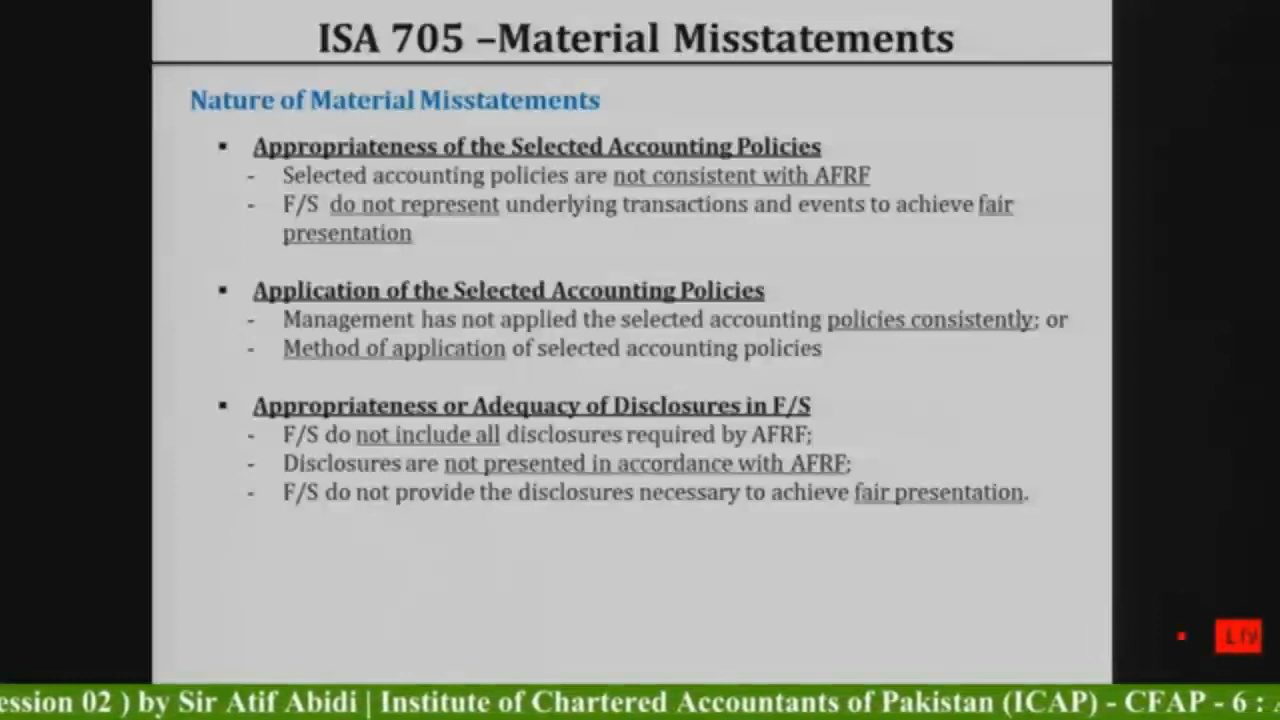 ISA 705 –Material Misstatements
Nature of Material Misstatements
▪ Appropriateness of the Selected Accounting Policies
- Selected accounting policies are not consistent with AFRF
- F/S do not represent underlying transactions and events to achieve fair
presentation
▪ Application of the Selected Accounting Policies
- Management has not applied the selected accounting policies consistently; or
- Method of application of selected accounting policies
▪ Appropriateness or Adequacy of Disclosures in F/S
- F/S do not include all disclosures required by AFRF;
- Disclosures are not presented in accordance with AFRF;
- F/S do not provide the disclosures necessary to achieve fair presentation.
ession 02 ) by Sir Atif Abidi | Institute of Chartered Accountants of Pakistan (ICAP) - CFAP - 6 :